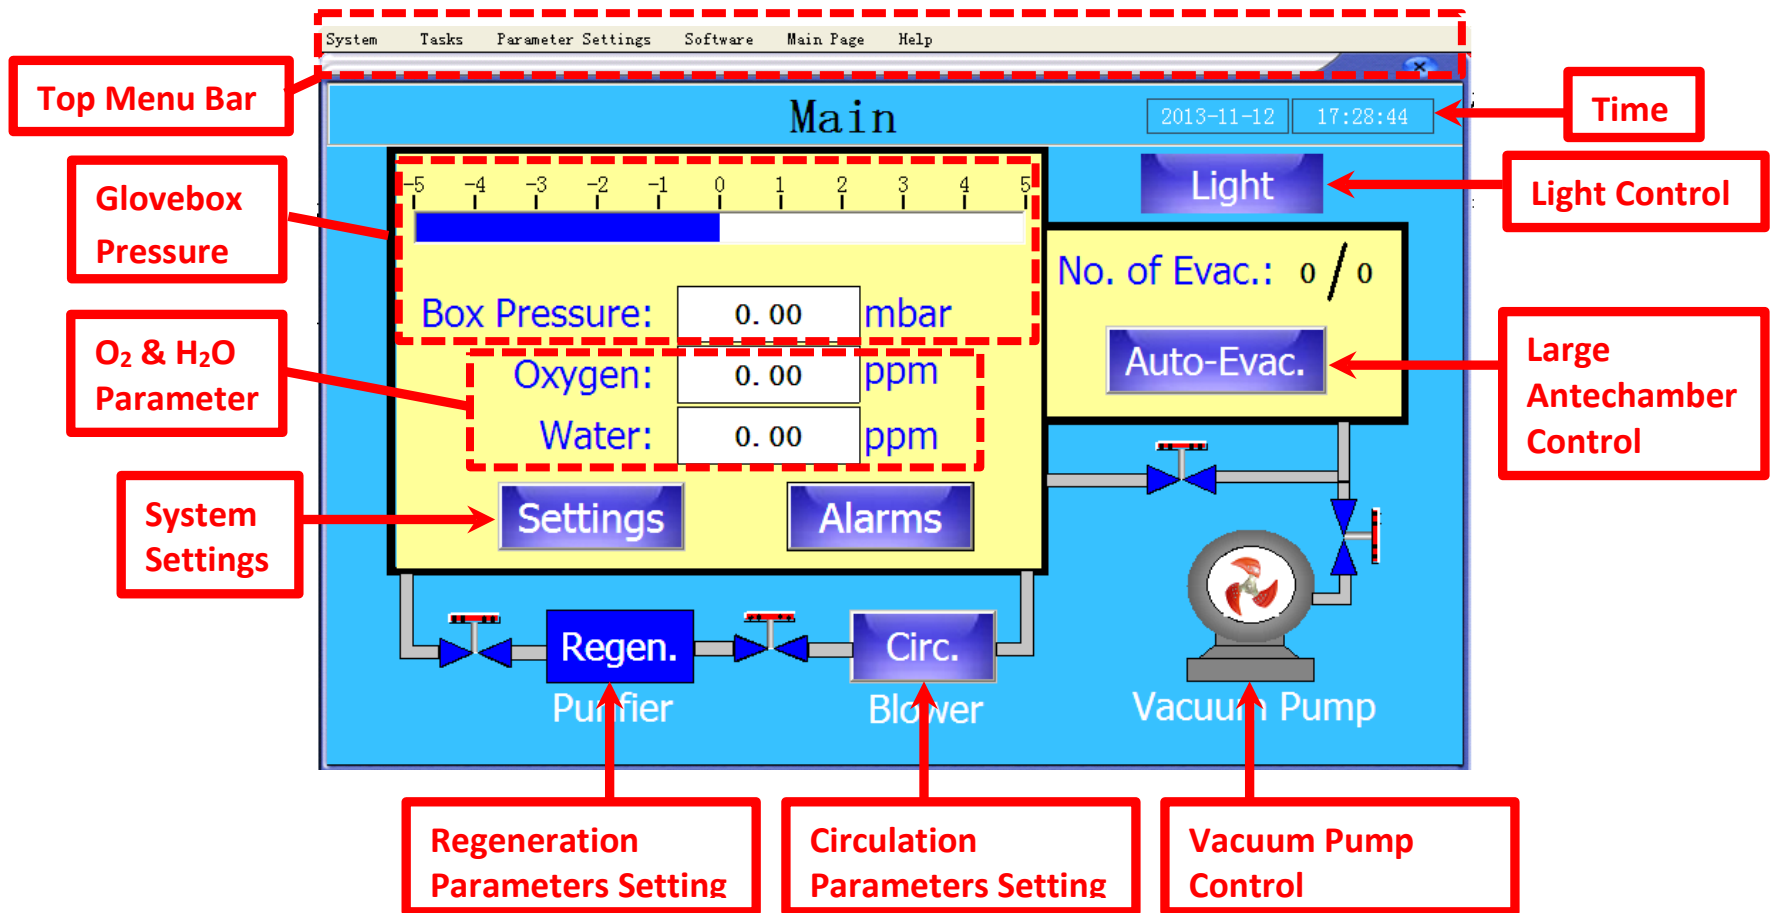 System Tasks Parameter Settings Software Main Page Help
Top Menu Bar
Main
2013-11-12 17:28:44
Time
Glovebox
Pressure
-5 -4 -3 -2 -1 0 1 2 3 4 5
Light
Light Control
No. of Evac.: 0 / 0
Box Pressure: 0.00 mbar
O₂ & H₂O
Parameter
Oxygen: 0.00 ppm
Water: 0.00 ppm
Auto-Evac.
Large
Antechamber
Control
System
Settings
Settings
Alarms
Regen.
Purifier
Circ.
Blower
Vacuum Pump
Regeneration
Parameters Setting
Circulation
Parameters Setting
Vacuum Pump
Control